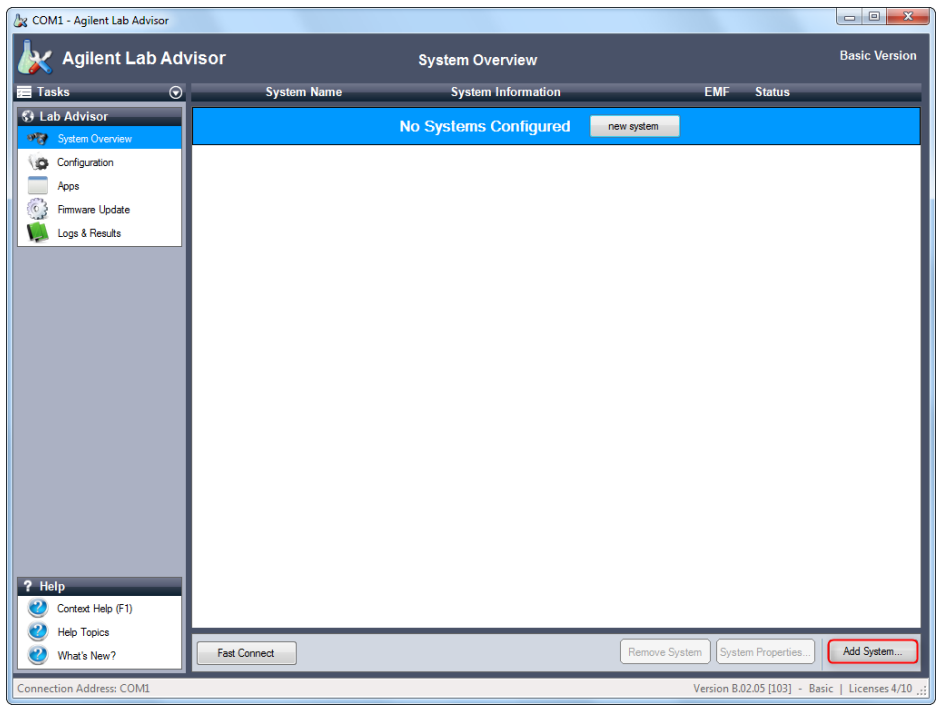 COM1 - Agilent Lab Advisor
Agilent Lab Advisor
System Overview
Basic Version
Tasks
System Name System Information EMF Status
Lab Advisor
No Systems Configured new system
System Overview
Configuration
Apps
Firmware Update
Logs & Results
? Help
Context Help (F1)
Help Topics
What's New?
Fast Connect Remove System System Properties... Add System...
Connection Address: COM1 Version B.02.05 [103] - Basic | Licenses 4/10